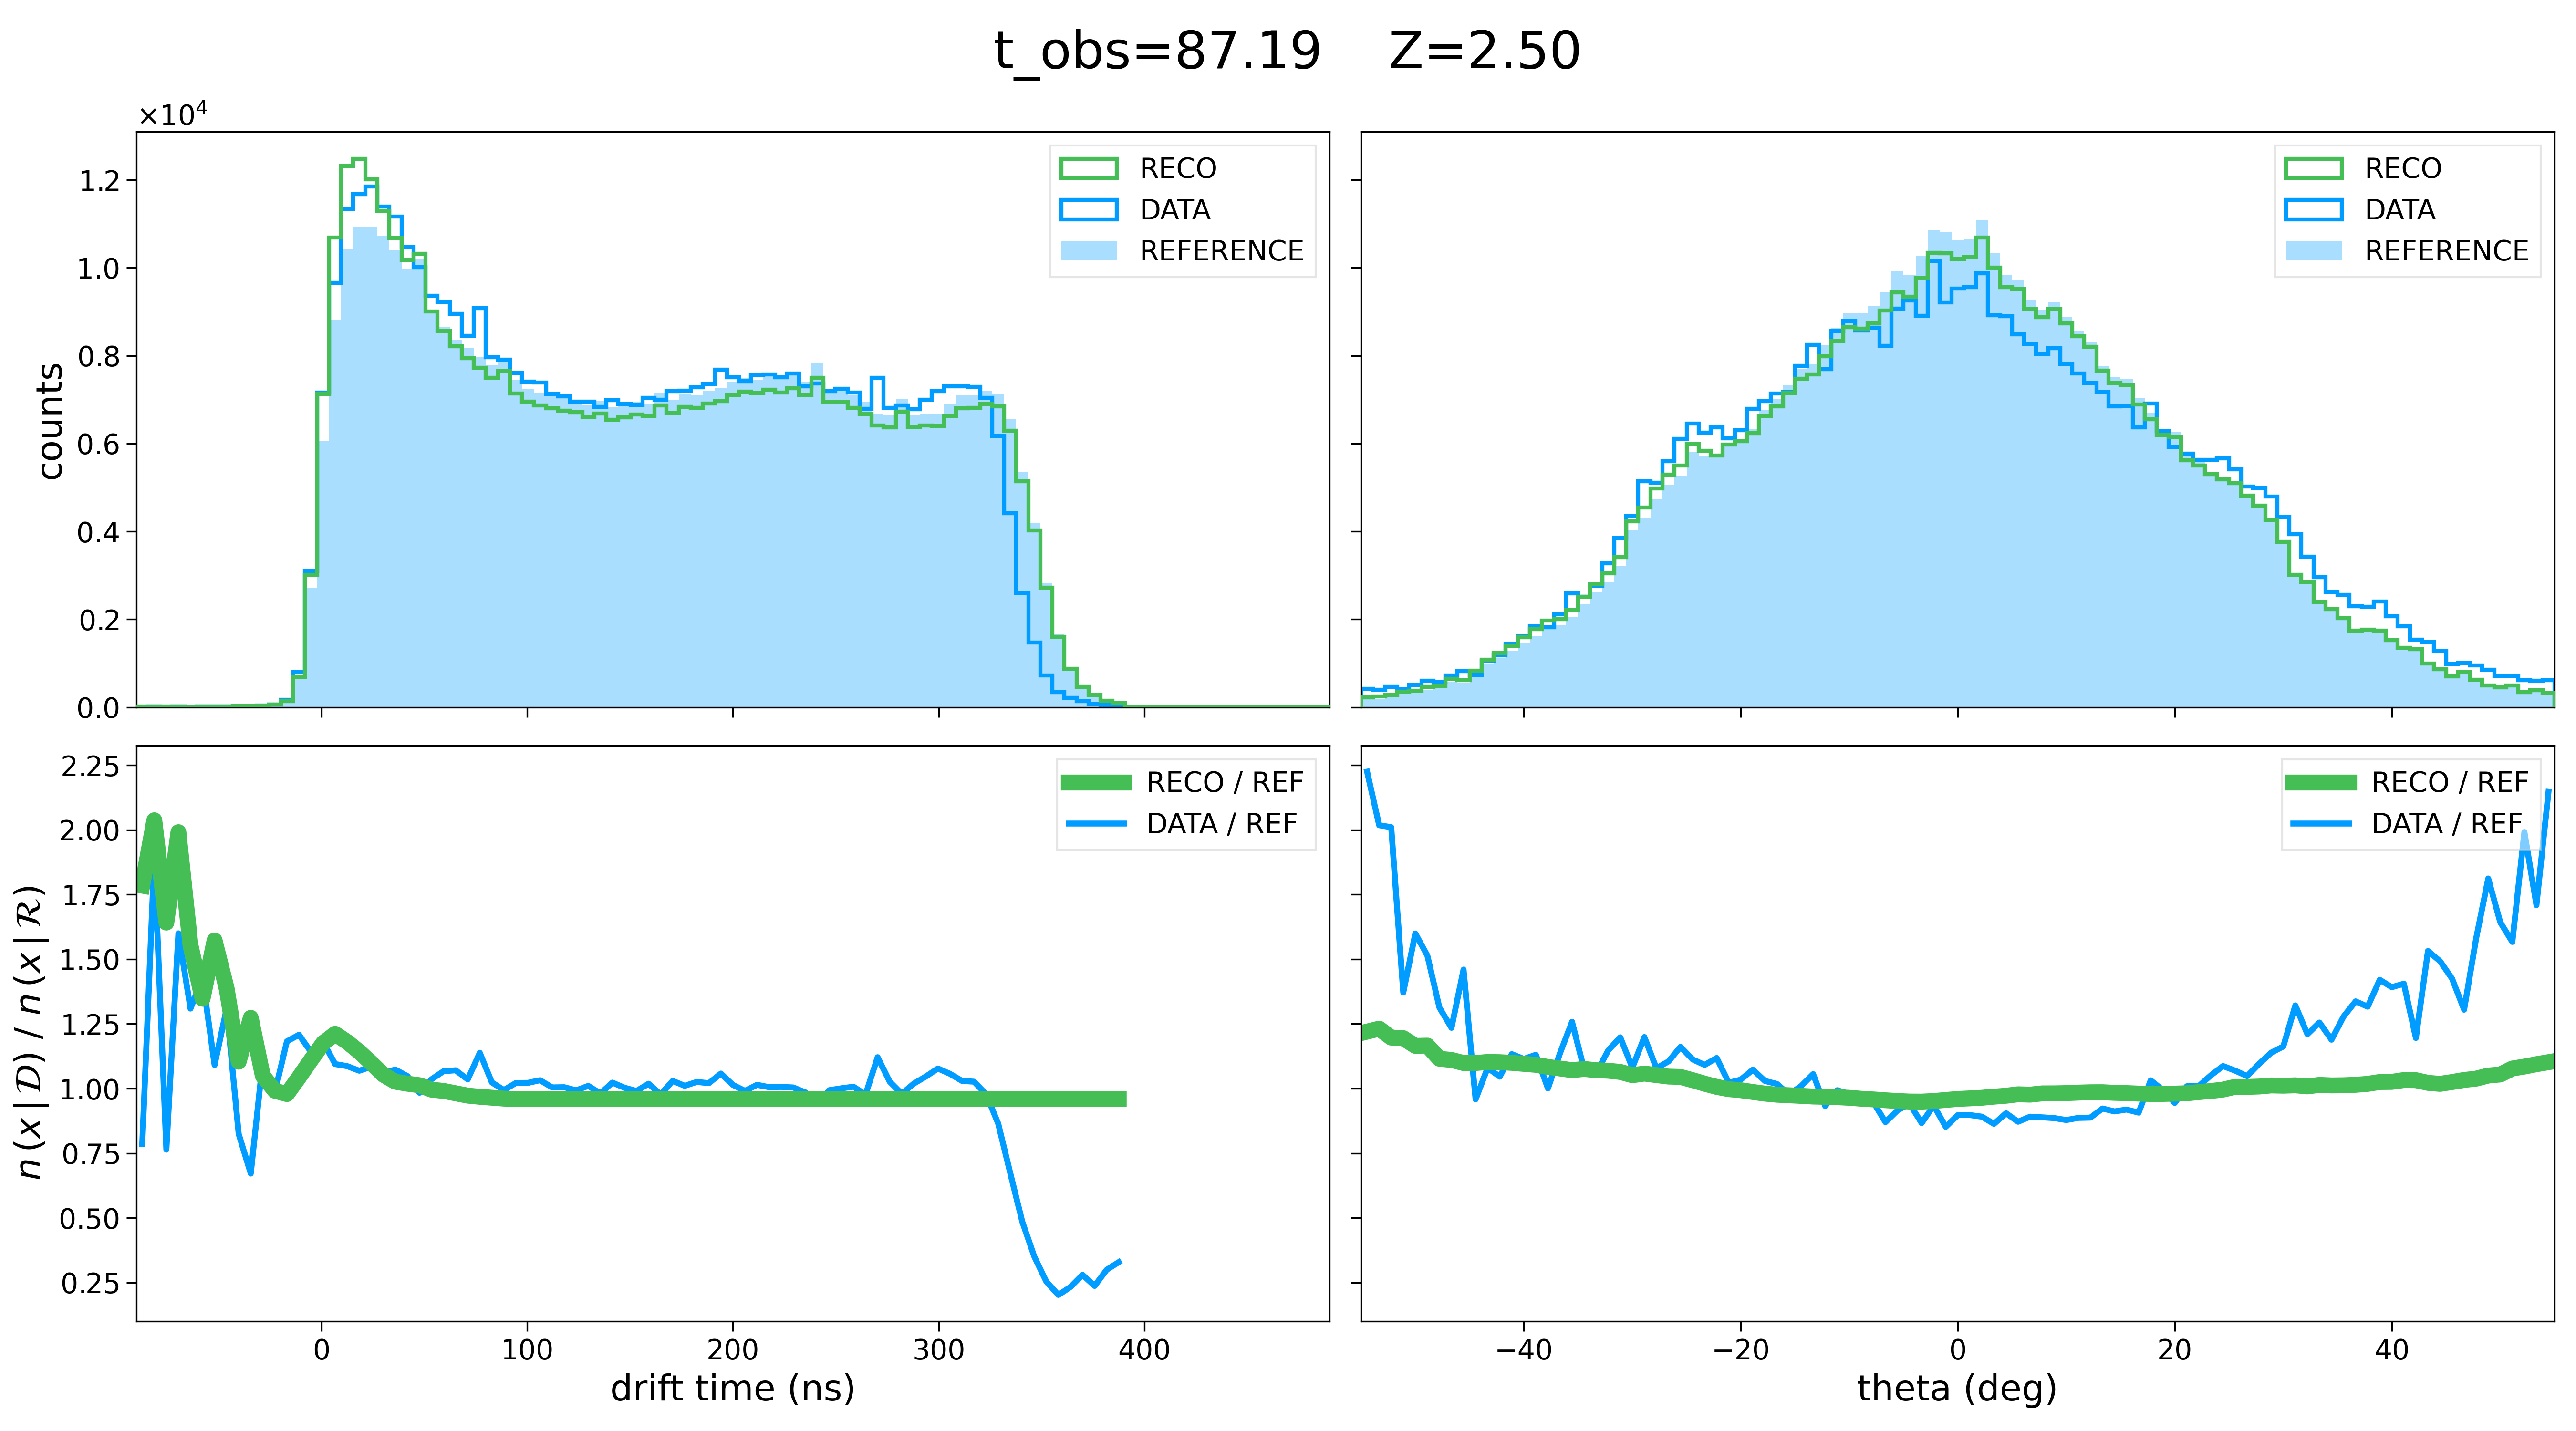 t_obs=87.19 Z=2.50
×10⁴
1.2
1.0
0.8
0.6
0.4
0.2
0.0
counts
RECO
DATA
REFERENCE
RECO
DATA
REFERENCE
2.25
2.00
1.75
1.50
1.25
1.00
0.75
0.50
0.25
n(x|𝒟) / n(x|ℛ)
RECO / REF
DATA / REF
0 100 200 300 400
drift time (ns)
RECO / REF
DATA / REF
−40 −20 0 20 40
theta (deg)